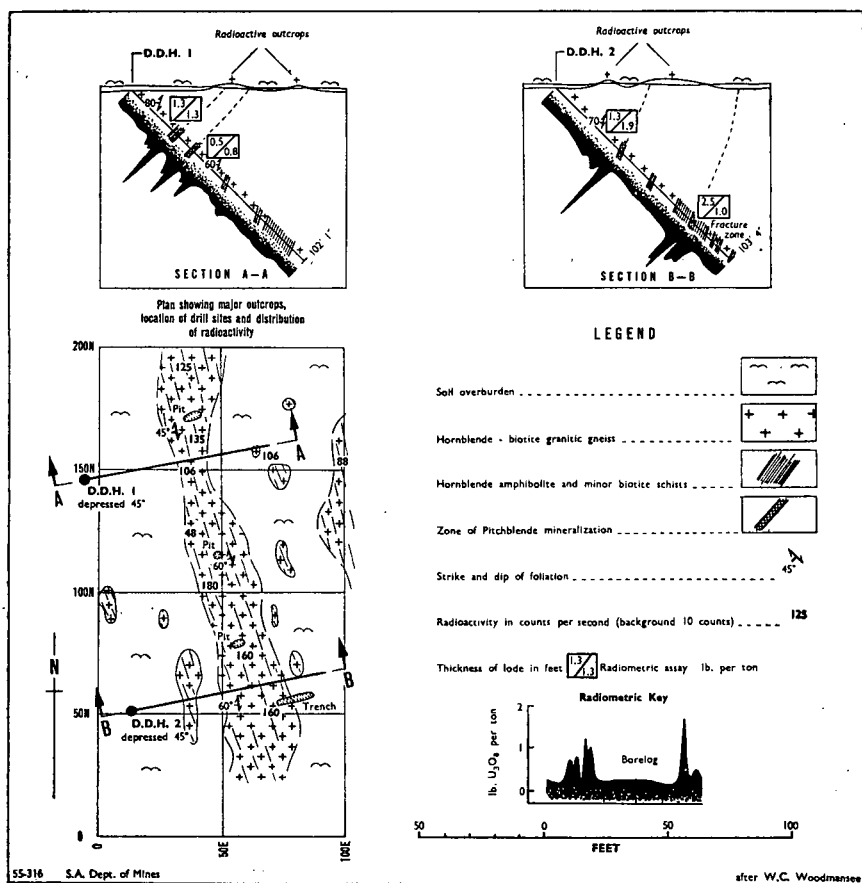 Radioactive outcrops
D.D.H. 1
80
1.3
1.3
0.5
0.8
60
102' 1"
SECTION A–A
Radioactive outcrops
D.D.H. 2
70
1.3
1.9
2.5
1.0
Fracture
zone
103' 4"
SECTION B–B
Plan showing major outcrops,
location of drill sites and distribution
of radioactivity
200N
125
Pit
45°
135
A
106
88
150N
106
A
D.D.H. 1
depressed 45°
48
Pit
60°
100N
180
Pit
160
B
N
60°
160
Trench
50N
B
D.D.H. 2
depressed 45°
0
0
50E
100E
LEGEND
Soil overburden
Hornblende - biotite granitic gneist
Hornblende amphibolite and minor biotite schists
Zone of Pitchblende mineralization
Strike and dip of foliation 45°
Radioactivity in counts per second (background 10 counts) 125
Thickness of lode in feet 1.3 / 1.3 Radiometric assay lb. per ton
Radiometric Key
lb. U3O8 per ton
2
1
0
Borelog
50 0 50 100
FEET
55-316 S.A. Dept. of Mines
after W.C. Woodmansee